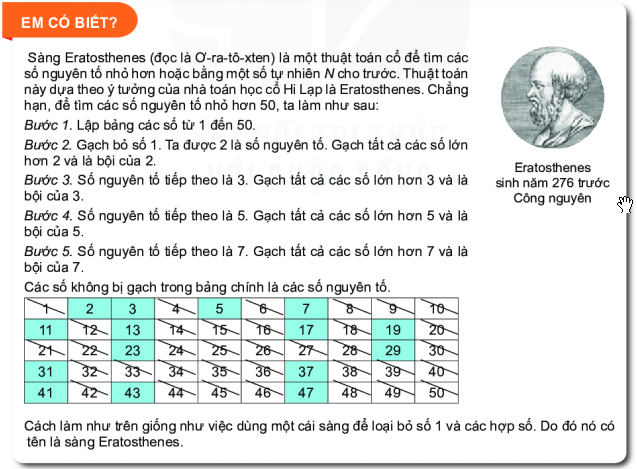 EM CÓ BIẾT?
Sàng Eratosthenes (đọc là Ơ-ra-tô-xten) là một thuật toán cổ để tìm các
số nguyên tố nhỏ hơn hoặc bằng một số tự nhiên N cho trước. Thuật toán
này dựa theo ý tưởng của nhà toán học cổ Hi Lạp là Eratosthenes. Chẳng
hạn, để tìm các số nguyên tố nhỏ hơn 50, ta làm như sau:
Bước 1. Lập bảng các số từ 1 đến 50.
Bước 2. Gạch bỏ số 1. Ta được 2 là số nguyên tố. Gạch tất cả các số lớn
hơn 2 và là bội của 2.
Bước 3. Số nguyên tố tiếp theo là 3. Gạch tất cả các số lớn hơn 3 và là
bội của 3.
Bước 4. Số nguyên tố tiếp theo là 5. Gạch tất cả các số lớn hơn 5 và là
bội của 5.
Bước 5. Số nguyên tố tiếp theo là 7. Gạch tất cả các số lớn hơn 7 và là
bội của 7.
Các số không bị gạch trong bảng chính là các số nguyên tố.
1 2 3 4 5 6 7 8 9 10
11 12 13 14 15 16 17 18 19 20
21 22 23 24 25 26 27 28 29 30
31 32 33 34 35 36 37 38 39 40
41 42 43 44 45 46 47 48 49 50
Cách làm như trên giống như việc dùng một cái sàng để loại bỏ số 1 và các hợp số. Do đó nó có
tên là sàng Eratosthenes.
Eratosthenes
sinh năm 276 trước
Công nguyên